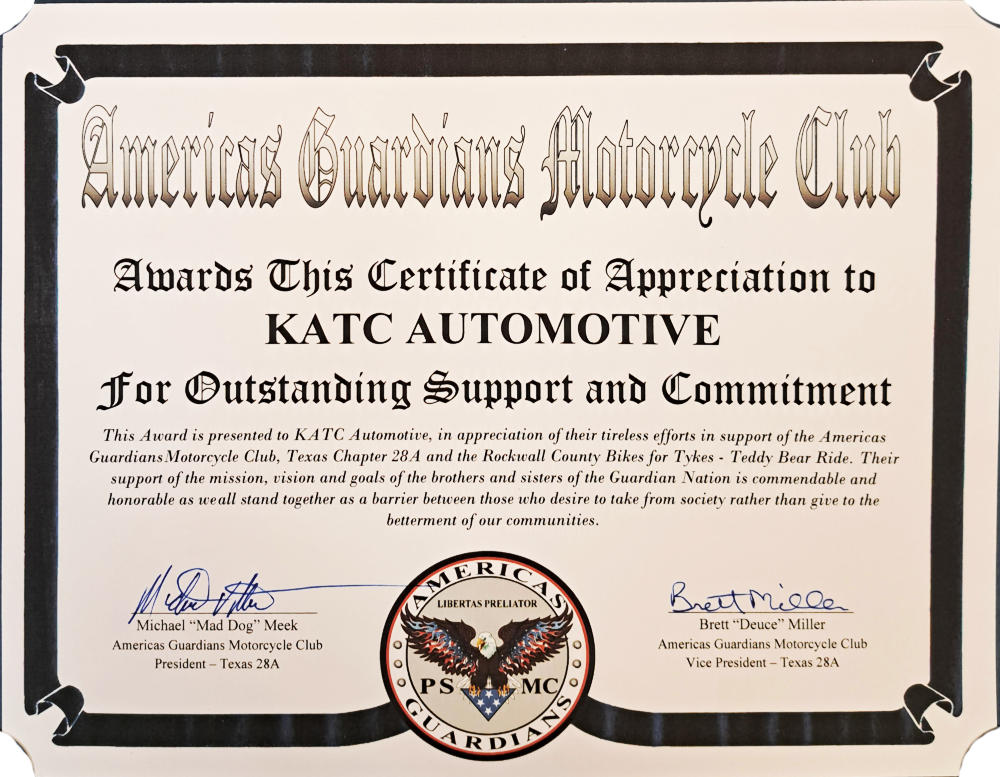 Americas Guardians Motorcycle Club
Awards This Certificate of Appreciation to
KATC AUTOMOTIVE
For Outstanding Support and Commitment
This Award is presented to KATC Automotive, in appreciation of their tireless efforts in support of the Americas
GuardiansMotorcycle Club, Texas Chapter 28A and the Rockwall County Bikes for Tykes - Teddy Bear Ride. Their
support of the mission, vision and goals of the brothers and sisters of the Guardian Nation is commendable and
honorable as weall stand together as a barrier between those who desire to take from society rather than give to the
betterment of our communities.
Michael “Mad Dog” Meek
Americas Guardians Motorcycle Club
President – Texas 28A
AMERICAS
LIBERTAS PRELIATOR
PS MC
GUARDIANS
Brett Miller
Brett “Deuce” Miller
Americas Guardians Motorcycle Club
Vice President – Texas 28A